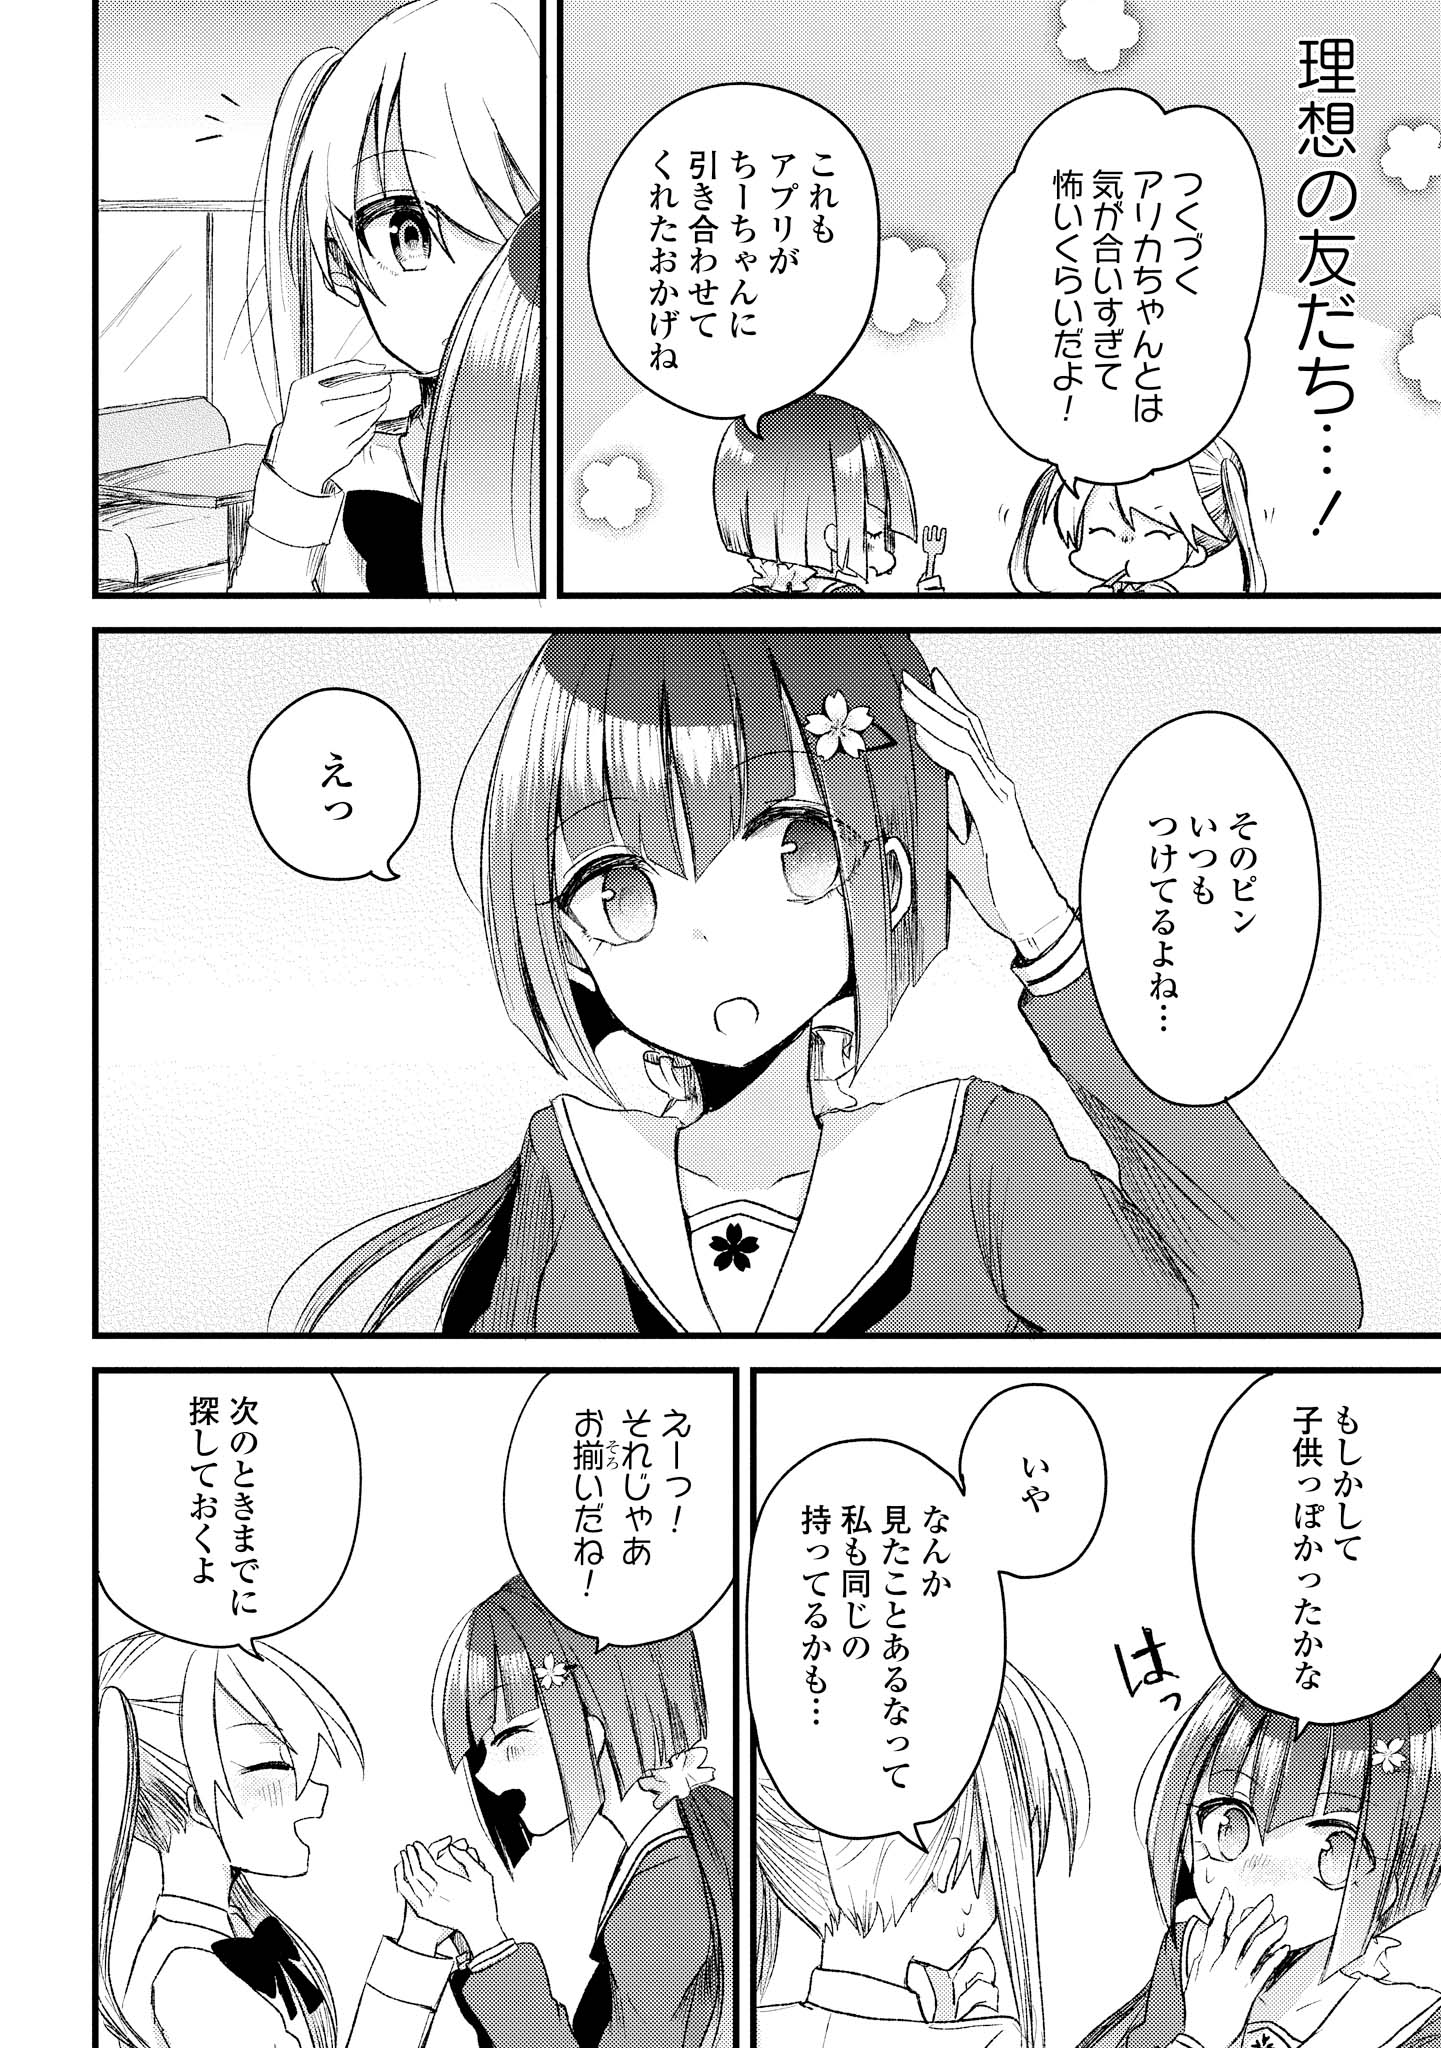 理想の友だち…！
つくづく
アリカちゃんとは
気が合いすぎて
怖いくらいだよ！
これも
アプリが
ちーちゃんに
引き合わせて
くれたおかげね
そのピン
いつも
つけてるよね…
えっ
もしかして
子供っぽかったかな
はっ
いや
なんか
見たことあるなって
私も同じの
持ってるかも…
えーっ！
それじゃあ
お揃いだね！
そろ
次のときまでに
探しておくよ